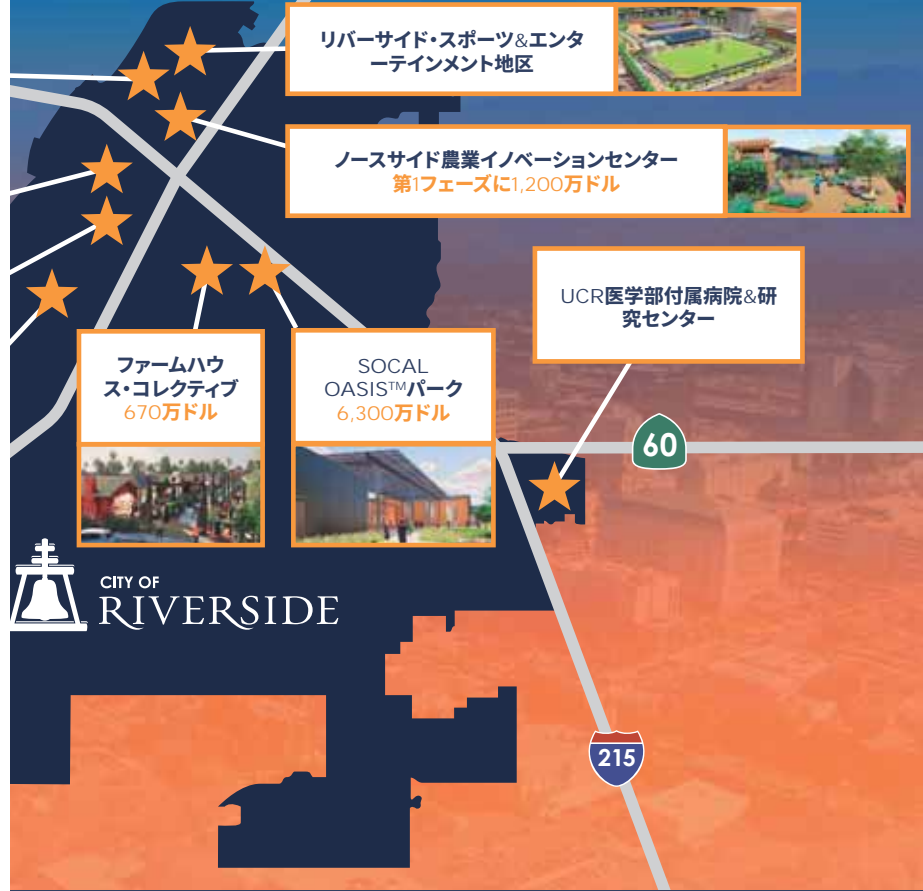 リバーサイド・スポーツ&エンタ
ーテインメント地区
ノースサイド農業イノベーションセンター
第1フェーズに1,200万ドル
UCR医学部付属病院&研
究センター
ファームハウ
ス・コレクティブ
670万ドル
SOCAL
OASIS™パーク
6,300万ドル
60
CITY OF
RIVERSIDE
215